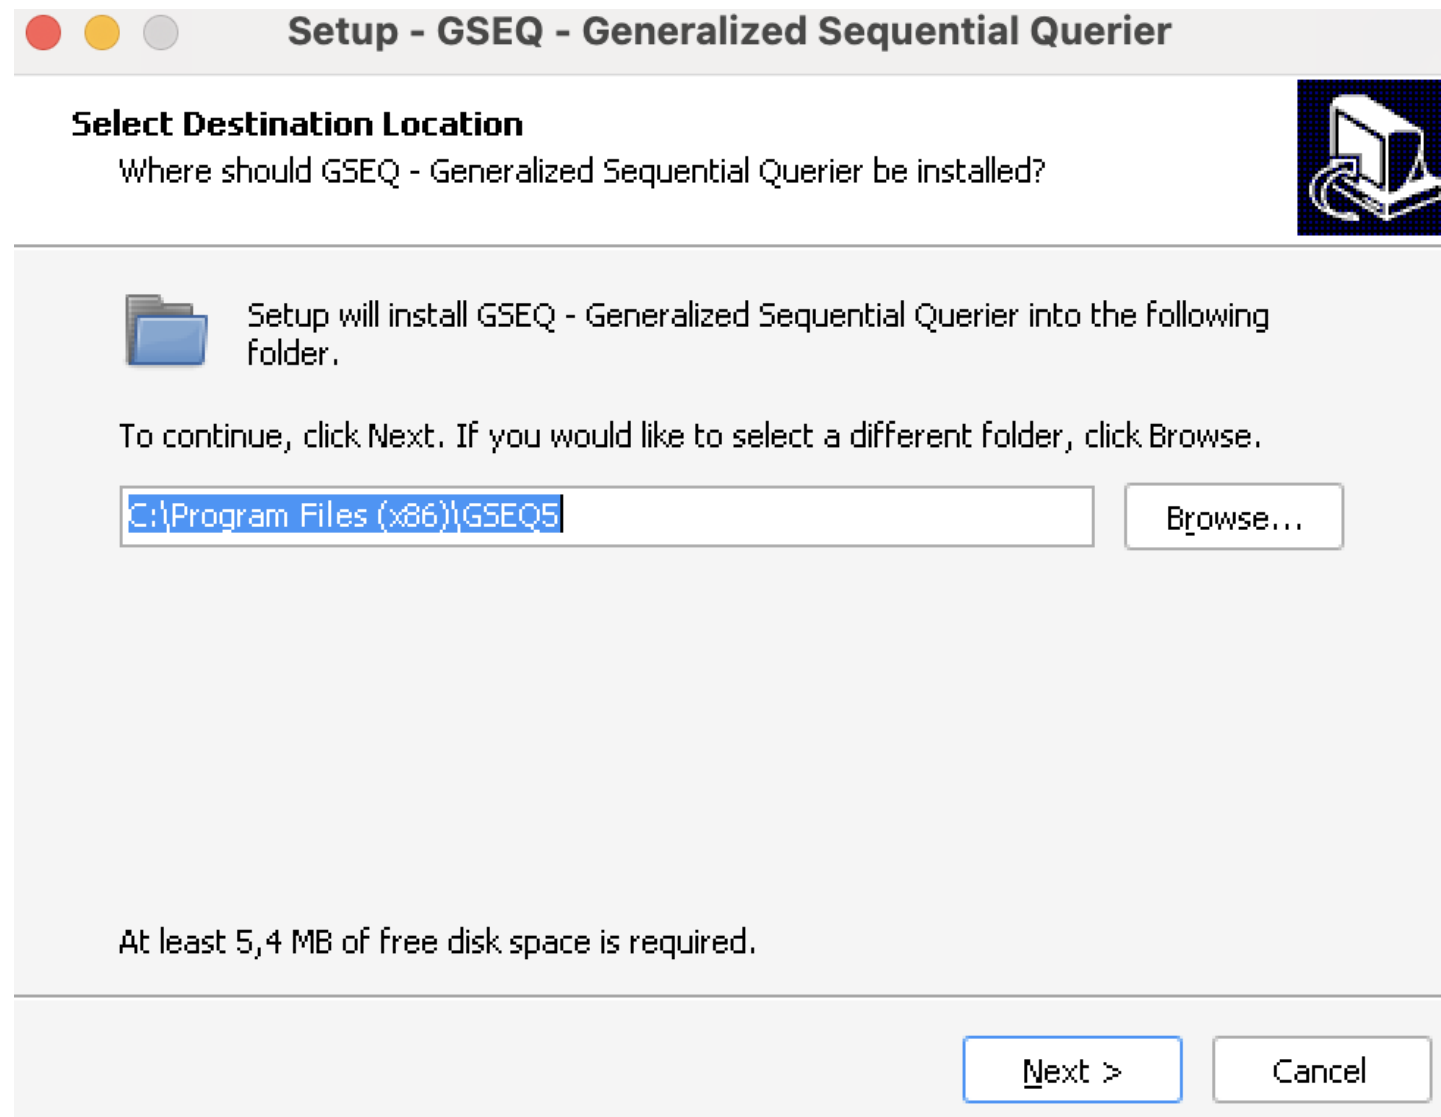 Setup - GSEQ - Generalized Sequential Querier
Select Destination Location
Where should GSEQ - Generalized Sequential Querier be installed?
Setup will install GSEQ - Generalized Sequential Querier into the following
folder.
To continue, click Next. If you would like to select a different folder, click Browse.
C:\Program Files (x86)\GSEQ5
Browse...
At least 5,4 MB of free disk space is required.
Next >
Cancel